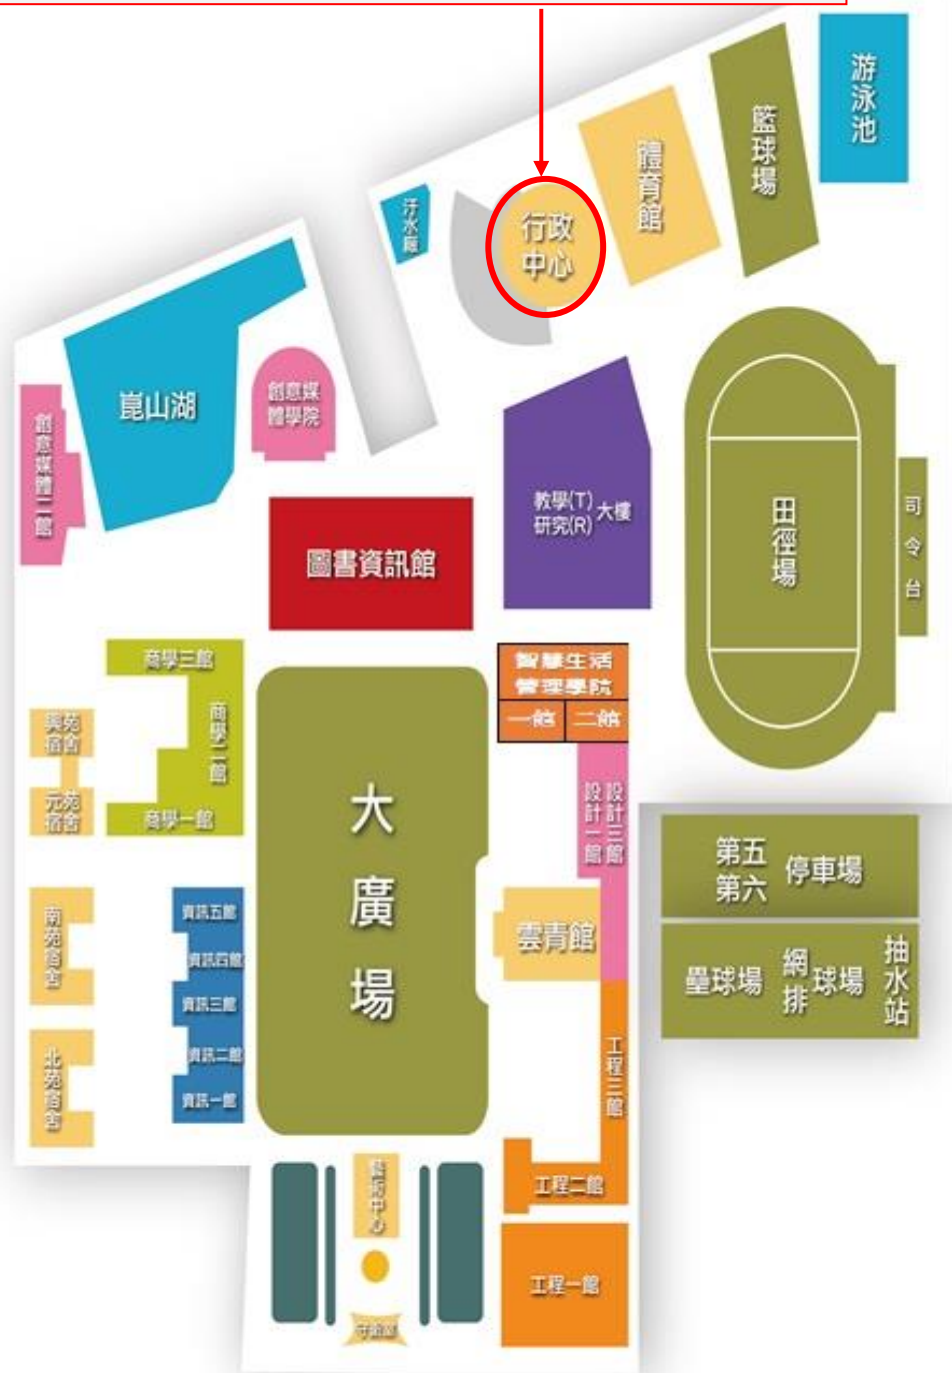 游泳池
籃球場
體育館
行政
中心
汙水廠
崑山湖
創意媒
體學院
創意媒體二館
教學(T)
研究(R)
大樓
田徑場
司令台
圖書資訊館
商學三館
商學二館
商學一館
興苑
宿舍
元苑
宿舍
智慧生活
管理學院
一館
二館
設計一館
設計三館
大廣場
第五
第六
停車場
壘球場
網排
球場
抽水站
雲青館
南苑宿舍
北苑宿舍
資訊五館
資訊四館
資訊三館
資訊二館
資訊一館
工程三館
工程二館
工程一館
藝術中心
守衛室